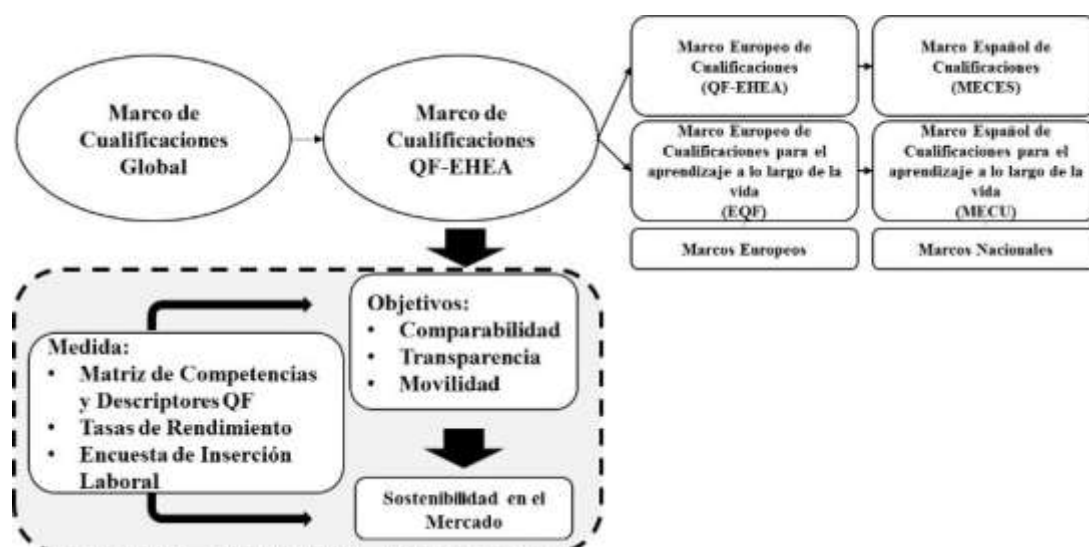 Marco de
Cualificaciones
Global
Marco de
Cualificaciones
QF-EHEA
Marco Europeo de
Cualificaciones
(QF-EHEA)
Marco Español de
Cualificaciones
(MECES)
Marco Europeo de
Cualificaciones para el
aprendizaje a lo largo de la
vida
(EQF)
Marco Español de
Cualificaciones para el
aprendizaje a lo largo de la
vida
(MECU)
Marcos Europeos
Marcos Nacionales
Objetivos:
• Comparabilidad
• Transparencia
• Movilidad
Medida:
• Matriz de Competencias
y Descriptores QF
• Tasas de Rendimiento
• Encuesta de Inserción
Laboral
Sostenibilidad en el
Mercado